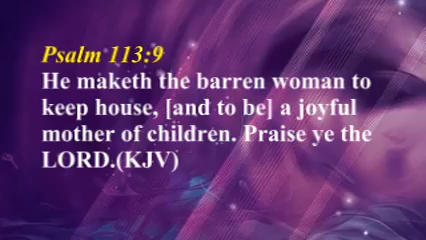 Psalm 113:9
He maketh the barren woman to
keep house, [and to be] a joyful
mother of children. Praise ye the
LORD.(KJV)